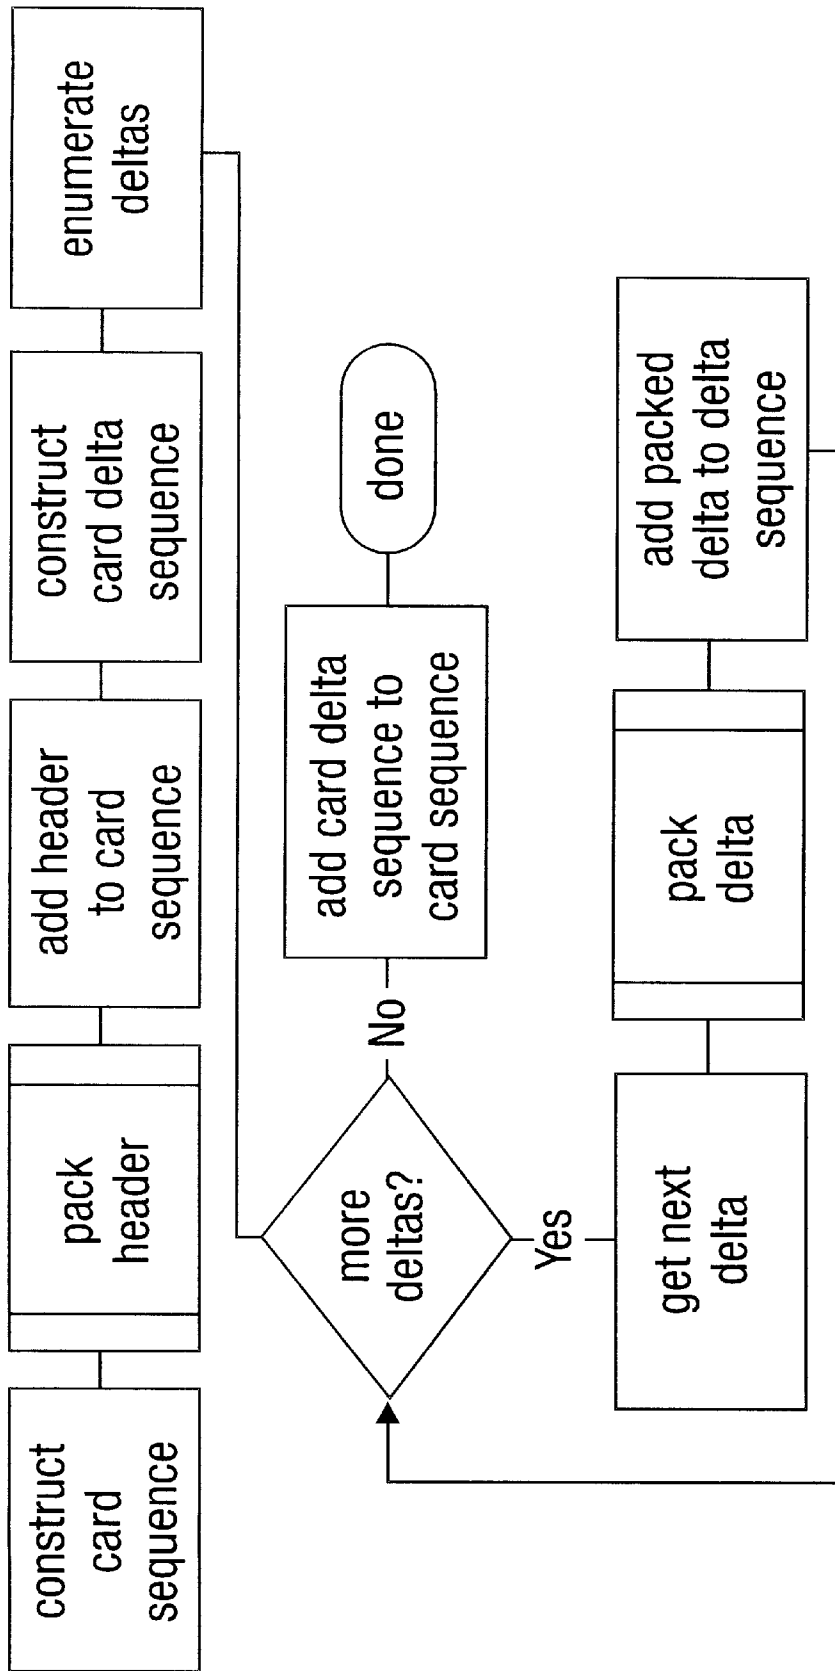 construct
card
sequence
pack
header
add header
to card
sequence
construct
card delta
sequence
enumerate
deltas
more
deltas?
No
add card delta
sequence to
card sequence
done
Yes
get next
delta
pack
delta
add packed
delta to delta
sequence